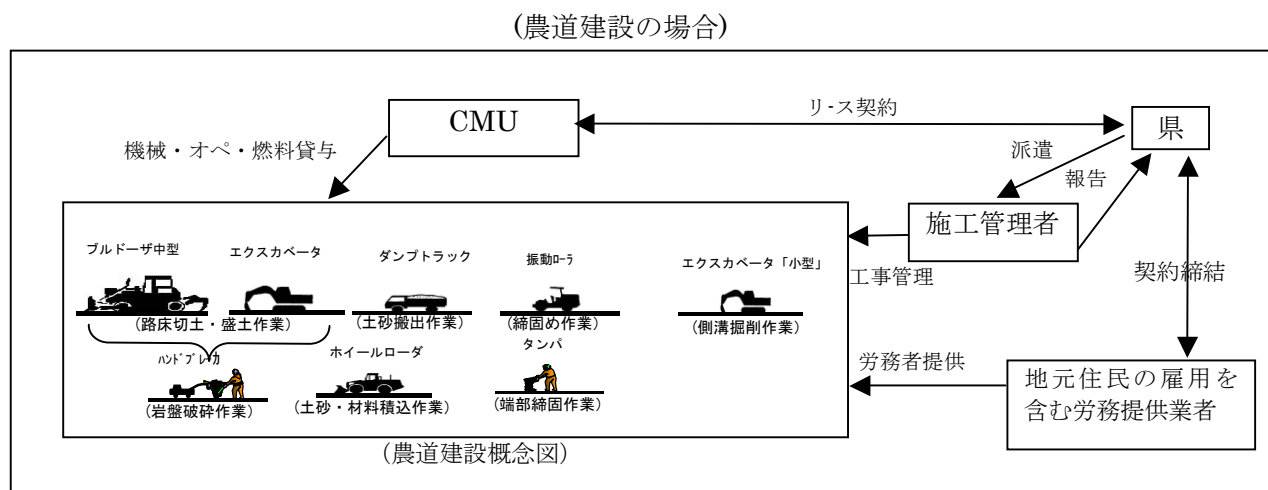 (農道建設の場合)
CMU
リ-ス契約
県
機械・オペ・燃料貸与
派遣
報告
施工管理者
工事管理
契約締結
ブルドーザ中型
エクスカベータ
ダンプトラック
振動ローラ
エクスカベータ「小型」
(路床切土・盛土作業)
(土砂搬出作業)
(締固め作業)
(側溝掘削作業)
ハンドブレーカ
ホイールローダ
タンパ
(岩盤破砕作業)
(土砂・材料積込作業)
(端部締固作業)
労務者提供
地元住民の雇用を
含む労務提供業者
(農道建設概念図)